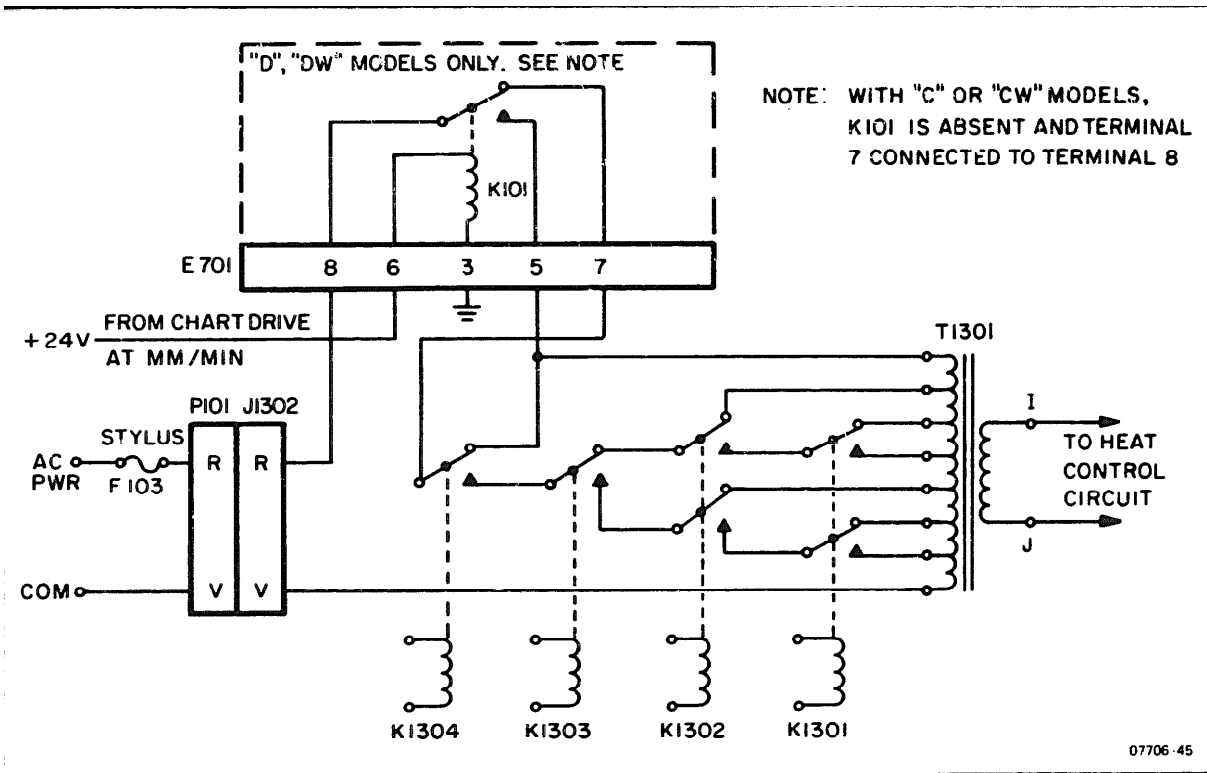 "D", "DW" MODELS ONLY. SEE NOTE
NOTE: WITH "C" OR "CW" MODELS,
K101 IS ABSENT AND TERMINAL
7 CONNECTED TO TERMINAL 8
K101
E701 8 6 3 5 7
+24V FROM CHART DRIVE
AT MM/MIN
T1301
P101 J1302
STYLUS
AC PWR
F103
R R
I
TO HEAT
CONTROL
CIRCUIT
J
COM
V V
K1304 K1303 K1302 K1301
07706-45